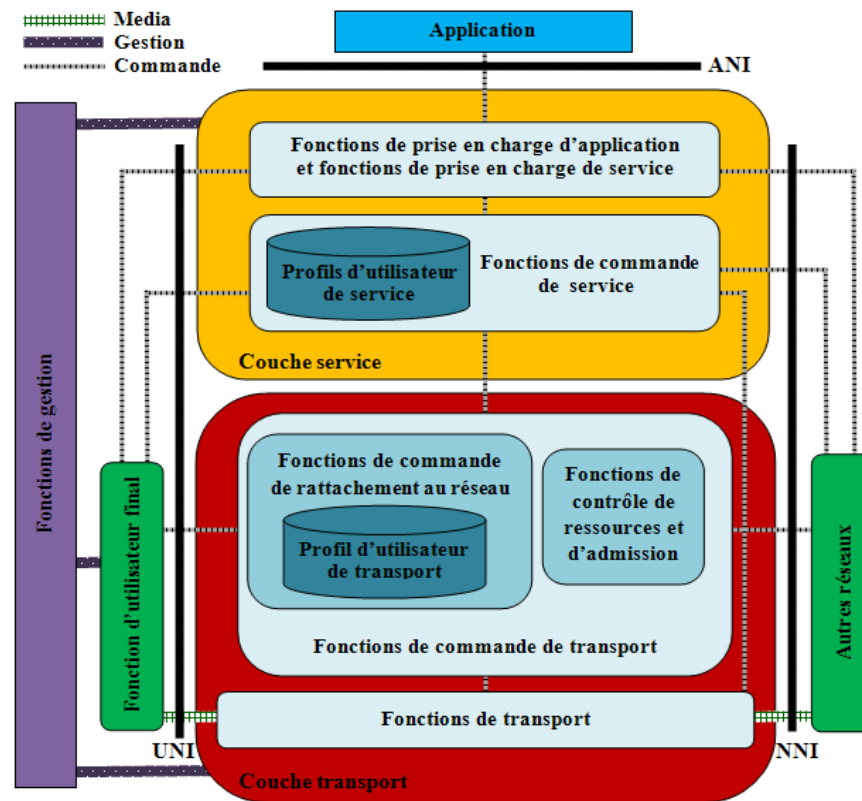 Media
Gestion
Commande
Application
ANI
Fonctions de prise en charge d'application
et fonctions de prise en charge de service
Profils d'utilisateur
de service
Fonctions de commande
de service
Couche service
Fonctions de gestion
Fonction d'utilisateur final
Fonctions de commande
de rattachement au réseau
Profil d'utilisateur
de transport
Fonctions de
contrôle de
ressources et
d'admission
Autres réseaux
Fonctions de commande de transport
Fonctions de transport
UNI
NNI
Couche transport